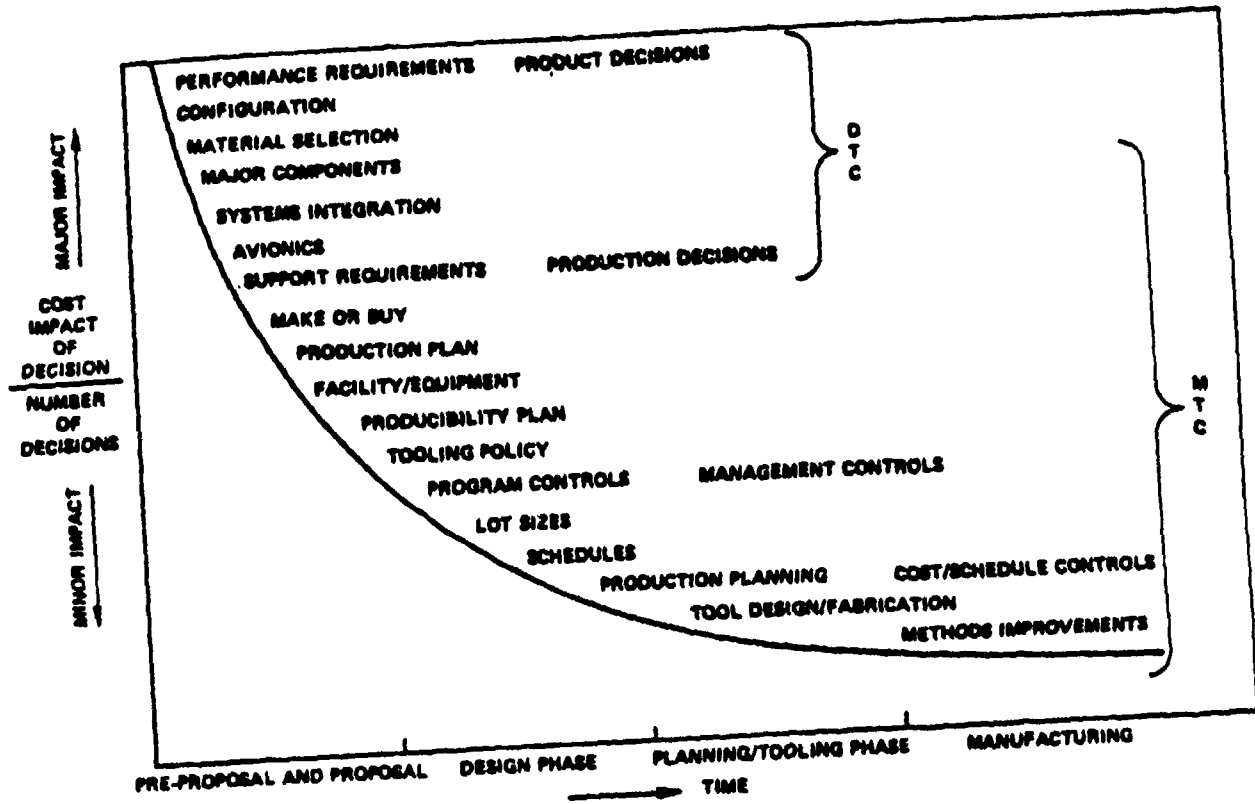 PERFORMANCE REQUIREMENTS PRODUCT DECISIONS
CONFIGURATION
MATERIAL SELECTION
MAJOR COMPONENTS
SYSTEMS INTEGRATION
AVIONICS
SUPPORT REQUIREMENTS PRODUCTION DECISIONS
MAKE OR BUY
PRODUCTION PLAN
FACILITY/EQUIPMENT
PRODUCIBILITY PLAN
TOOLING POLICY
PROGRAM CONTROLS MANAGEMENT CONTROLS
LOT SIZES
SCHEDULES
PRODUCTION PLANNING COST/SCHEDULE CONTROLS
TOOL DESIGN/FABRICATION
METHODS IMPROVEMENTS
DTC
MTC
MAJOR IMPACT
COST
IMPACT
OF
DECISION
NUMBER
OF
DECISIONS
MINOR IMPACT
PRE-PROPOSAL AND PROPOSAL DESIGN PHASE PLANNING/TOOLING PHASE MANUFACTURING
TIME